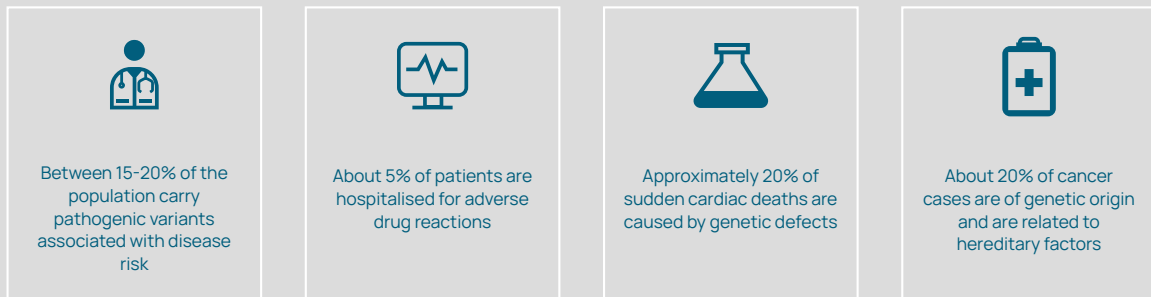 Between 15-20% of the
population carry
pathogenic variants
associated with disease
risk
About 5% of patients are
hospitalised for adverse
drug reactions
Approximately 20% of
sudden cardiac deaths are
caused by genetic defects
About 20% of cancer
cases are of genetic origin
and are related to
hereditary factors